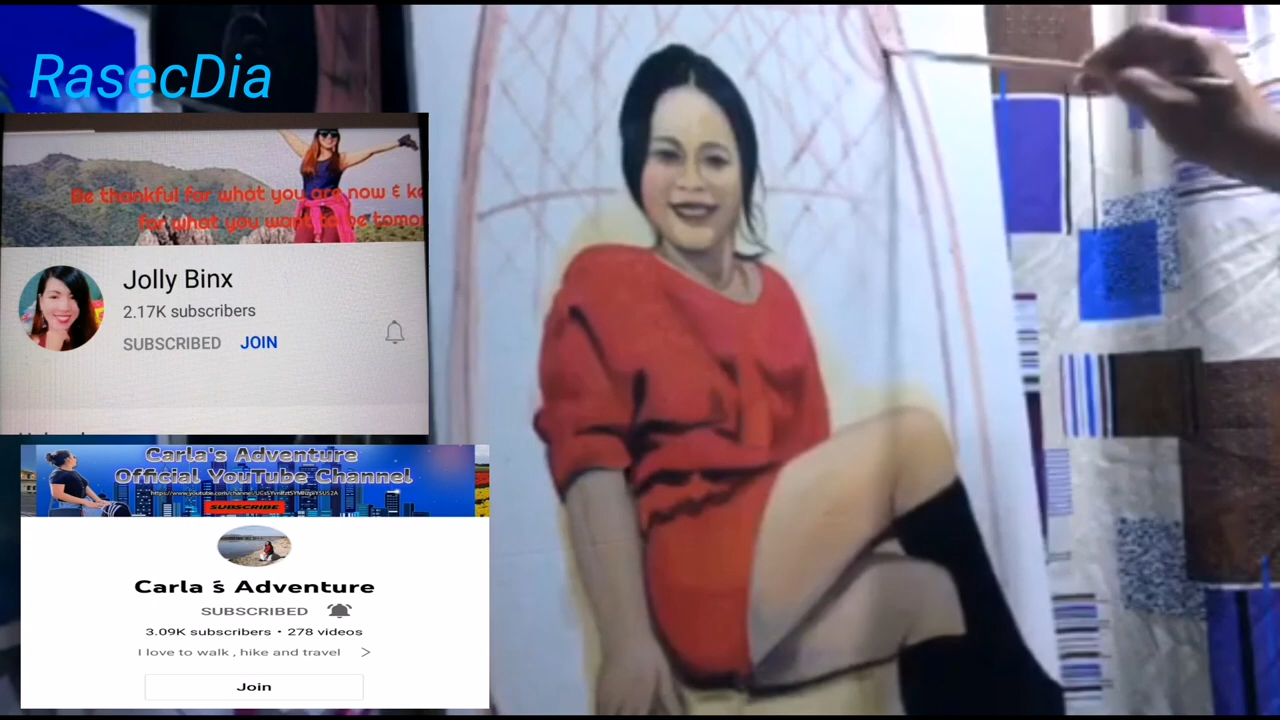 RasecDia
Be thankful for what you are now & ke
for what you want to be tomor
Jolly Binx
2.17K subscribers
SUBSCRIBED JOIN
Carla's Adventure
Official YouTube Channel
SUBSCRIBE
Carla ś Adventure
SUBSCRIBED
3.09K subscribers • 278 videos
I love to walk , hike and travel >
Join